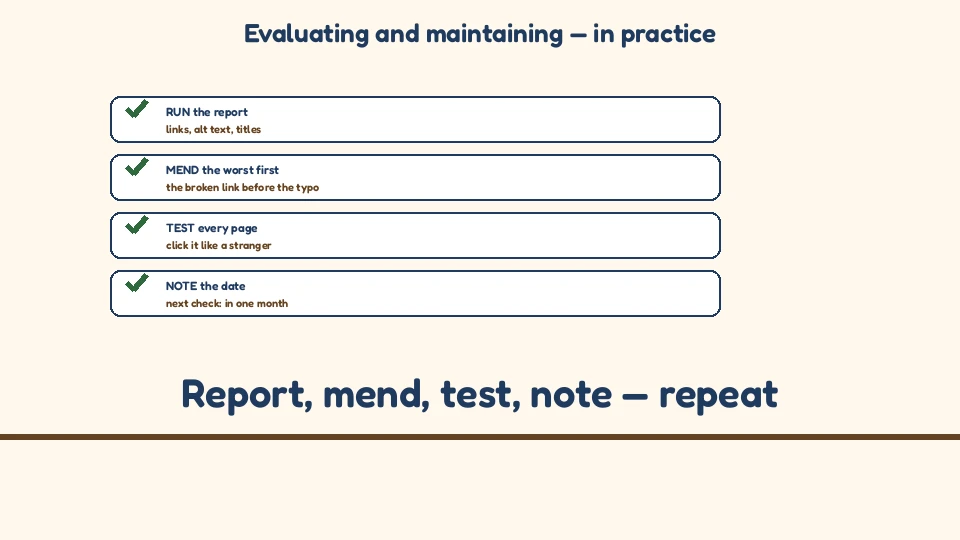 Evaluating and maintaining — in practice
RUN the report
links, alt text, titles
MEND the worst first
the broken link before the typo
TEST every page
click it like a stranger
NOTE the date
next check: in one month
Report, mend, test, note — repeat